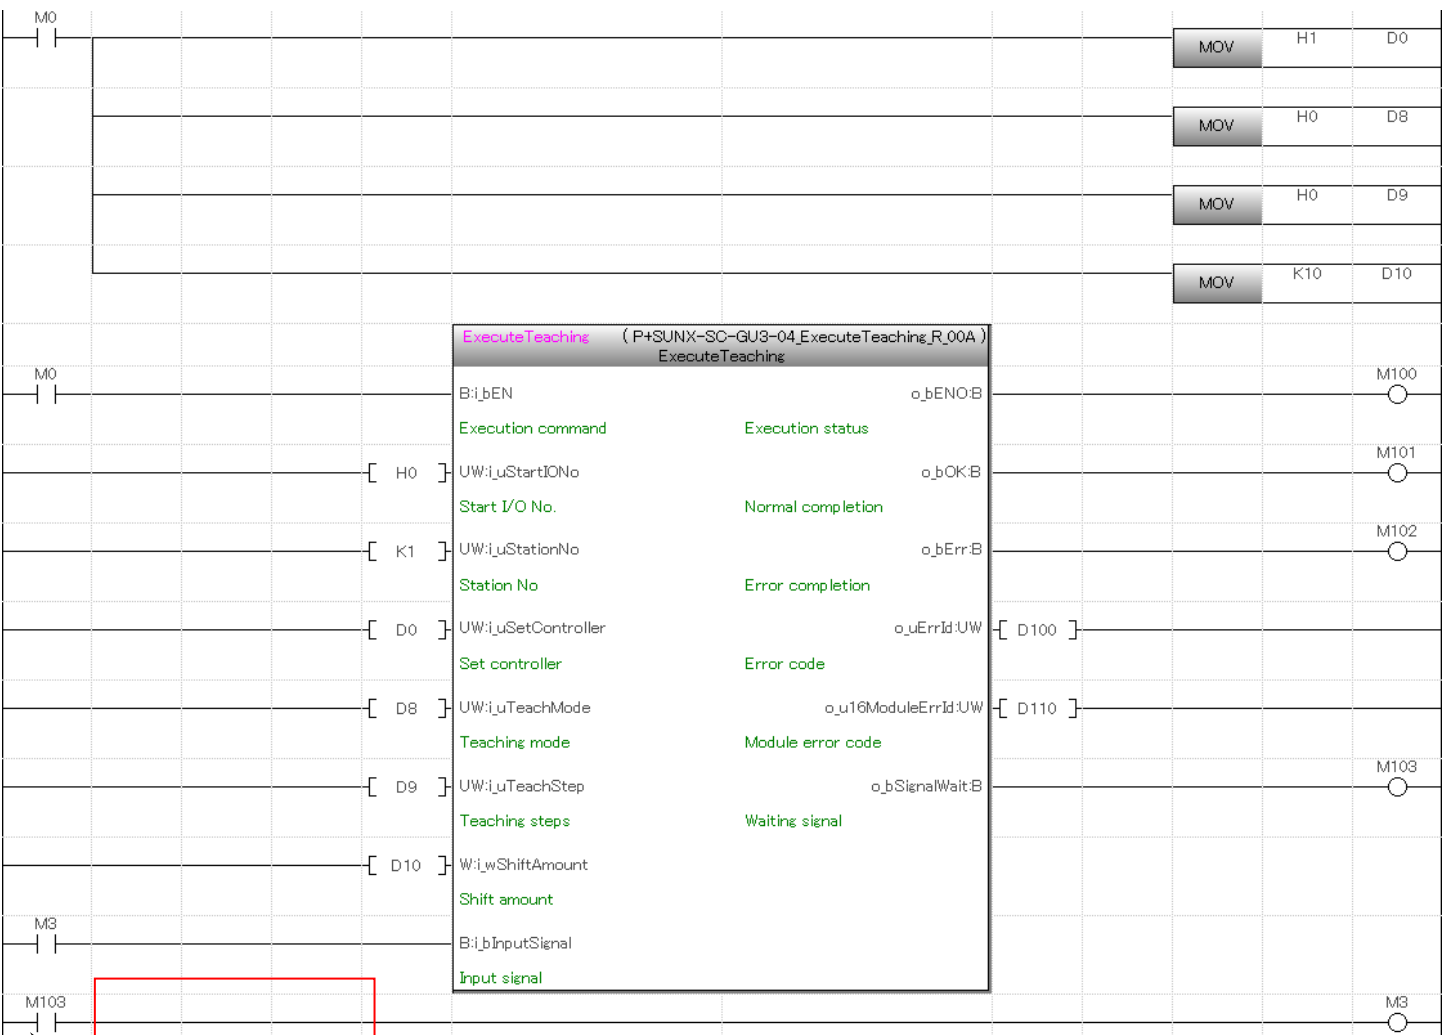 M0
MOV H1 D0
MOV H0 D8
MOV H0 D9
MOV K10 D10
ExecuteTeaching (P+SUNX-SC-GU3-04_ExecuteTeaching_R_00A)
ExecuteTeaching
M0 M100
B:i_bEN o_bENO:B
Execution command Execution status
M101
H0 UW:i_uStartIONo o_bOK:B
Start I/O No. Normal completion
M102
K1 UW:i_uStationNo o_bErr:B
Station No Error completion
D0 UW:i_uSetController o_uErrId:UW D100
Set controller Error code
D8 UW:i_uTeachMode o_u16ModuleErrId:UW D110
Teaching mode Module error code
M103
D9 UW:i_uTeachStep o_bSignalWait:B
Teaching steps Waiting signal
D10 W:i_wShiftAmount
Shift amount
M3
B:i_bInputSignal
Input signal
M103 M3